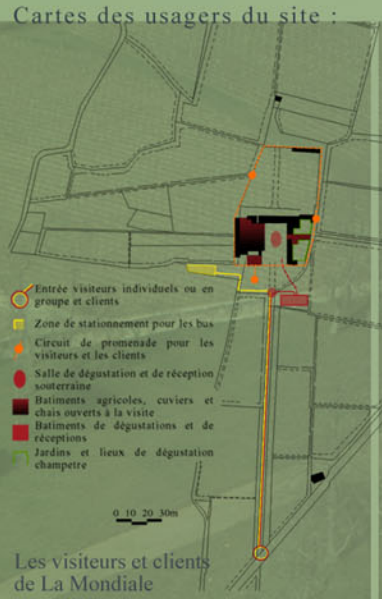 Cartes des usagers du site :
Entrée visiteurs individuels ou en
groupe et clients
Zone de stationnement pour les bus
Circuit de promenade pour les
visiteurs et les clients
Salle de dégustation et de réception
souterraine
Batiments agricoles, cuviers et
chais ouverts à la visite
Batiments de dégustations et de
réceptions
Jardins et lieux de dégustation
champetre
0 10 20 30m
Les visiteurs et clients
de La Mondiale